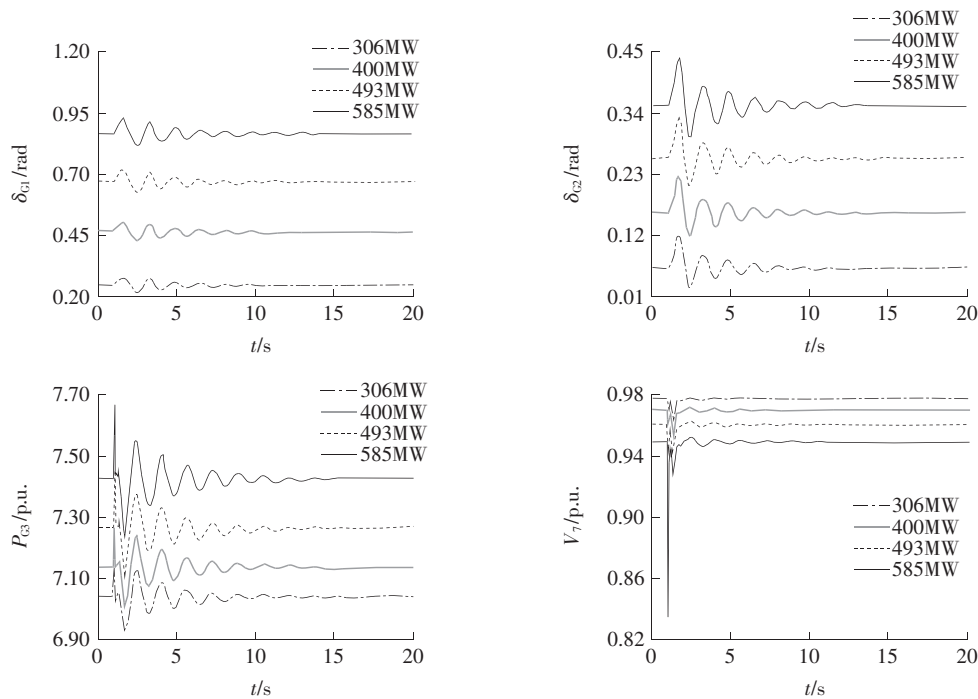 1.20
0.95
0.70
0.45
0.20
δG1/rad
306MW
400MW
493MW
585MW
0 5 10 15 20
t/s
0.45
0.34
0.23
0.12
0.01
δG2/rad
306MW
400MW
493MW
585MW
0 5 10 15 20
t/s
7.70
7.50
7.30
7.10
6.90
PG3/p.u.
306MW
400MW
493MW
585MW
0 5 10 15 20
t/s
0.98
0.94
0.90
0.86
0.82
V7/p.u.
306MW
400MW
493MW
585MW
0 5 10 15 20
t/s